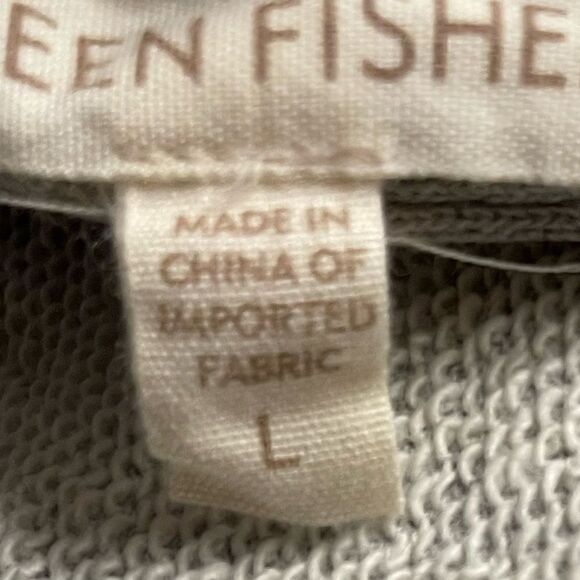 EEN FISHE
MADE IN
CHINA OF
IMPORTED
FABRIC
L